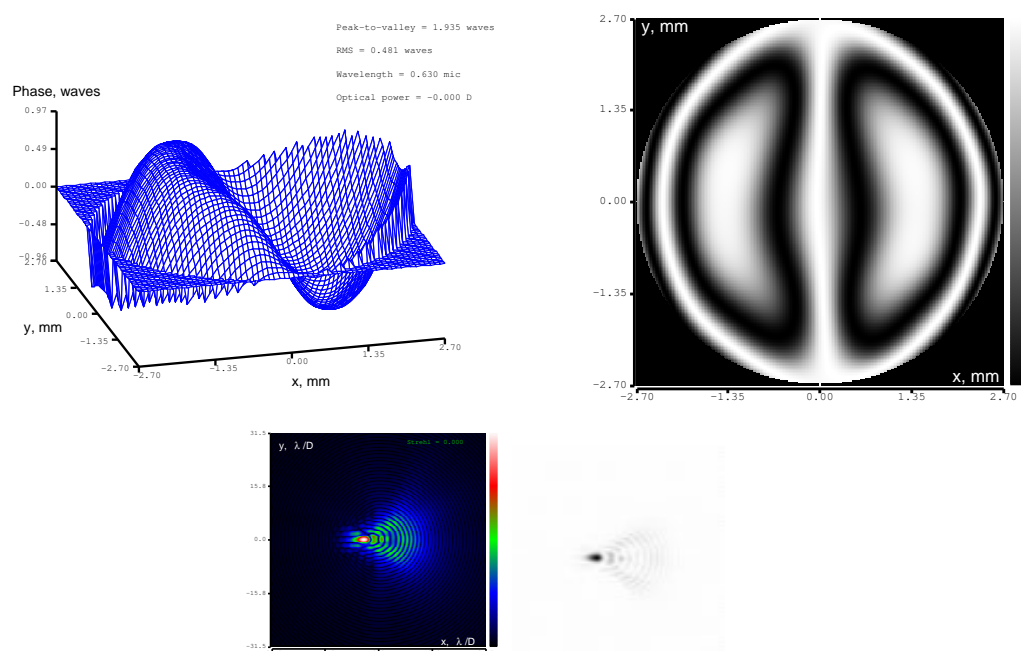 Peak-to-valley = 1.935 waves
RMS = 0.481 waves
Wavelength = 0.630 mic
Optical power = -0.000 D
Phase, waves
0.97
0.49
0.00
-0.48
-0.96
2.70
1.35
0.00
-1.35
-2.70
y, mm
-2.70
-1.35
0.00
1.35
2.70
x, mm
y, mm
2.70
1.35
0.00
-1.35
-2.70
x, mm
-2.70
-1.35
0.00
1.35
2.70
31.5
15.8
0.0
-15.8
-31.5
y, λ/D
Strehl = 0.000
x, λ/D